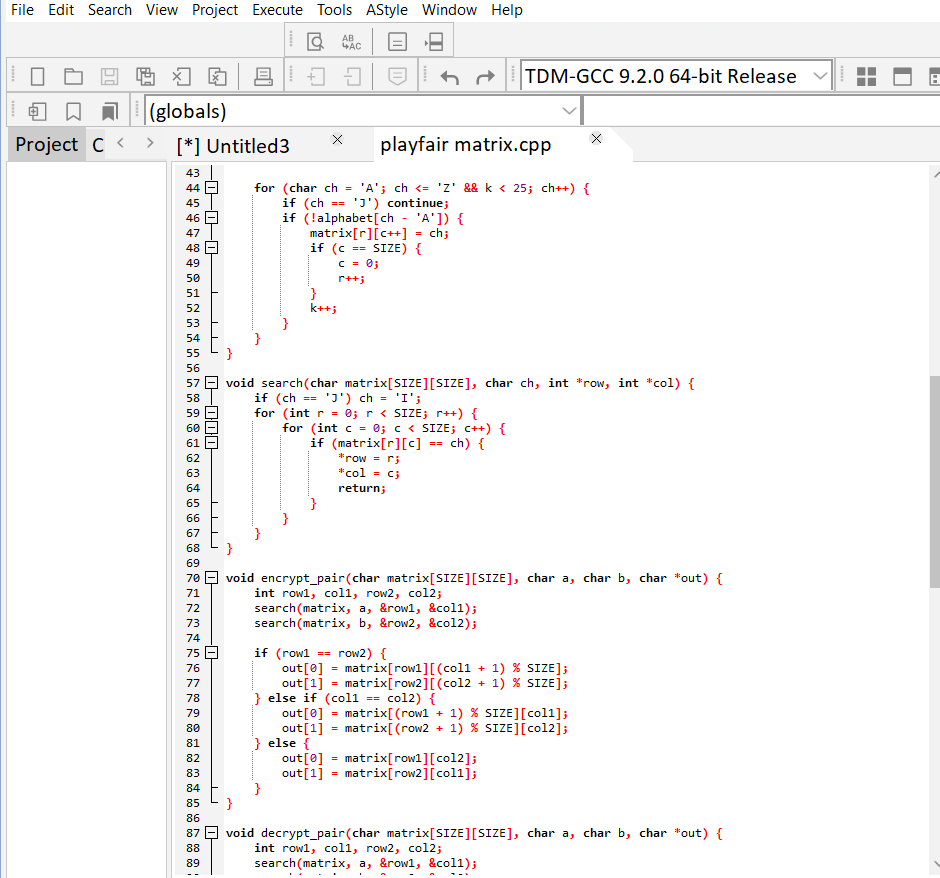 File Edit Search View Project Execute Tools AStyle Window Help
AB AC
TDM-GCC 9.2.0 64-bit Release
(globals)
Project C [*] Untitled3 playfair matrix.cpp
43
44 for (char ch = 'A'; ch <= 'Z' && k < 25; ch++) {
45 if (ch == 'J') continue;
46 if (!alphabet[ch - 'A']) {
47 matrix[r][c++] = ch;
48 if (c == SIZE) {
49 c = 0;
50 r++;
51 }
52 k++;
53 }
54 }
55 }
56
57 void search(char matrix[SIZE][SIZE], char ch, int *row, int *col) {
58 if (ch == 'J') ch = 'I';
59 for (int r = 0; r < SIZE; r++) {
60 for (int c = 0; c < SIZE; c++) {
61 if (matrix[r][c] == ch) {
62 *row = r;
63 *col = c;
64 return;
65 }
66 }
67 }
68 }
69
70 void encrypt_pair(char matrix[SIZE][SIZE], char a, char b, char *out) {
71 int row1, col1, row2, col2;
72 search(matrix, a, &row1, &col1);
73 search(matrix, b, &row2, &col2);
74
75 if (row1 == row2) {
76 out[0] = matrix[row1][(col1 + 1) % SIZE];
77 out[1] = matrix[row2][(col2 + 1) % SIZE];
78 } else if (col1 == col2) {
79 out[0] = matrix[(row1 + 1) % SIZE][col1];
80 out[1] = matrix[(row2 + 1) % SIZE][col2];
81 } else {
82 out[0] = matrix[row1][col2];
83 out[1] = matrix[row2][col1];
84 }
85 }
86
87 void decrypt_pair(char matrix[SIZE][SIZE], char a, char b, char *out) {
88 int row1, col1, row2, col2;
89 search(matrix, a, &row1, &col1);